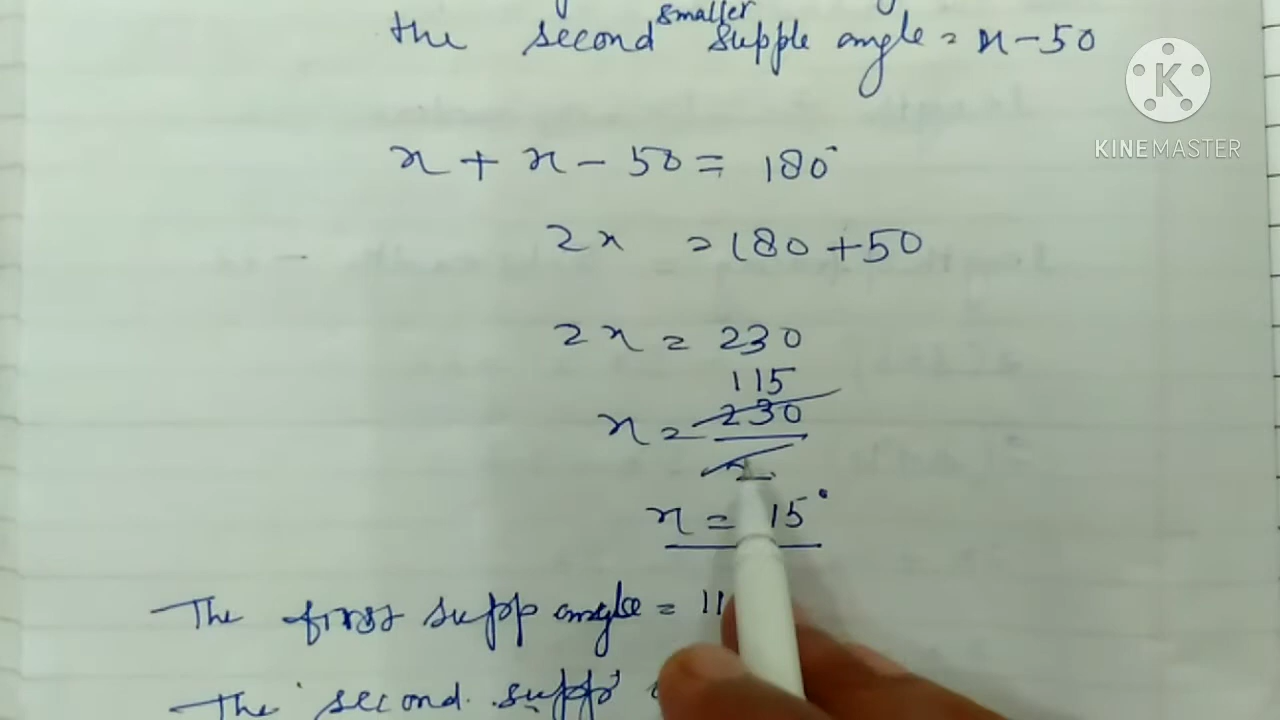 the second smaller supple angle = x - 50
K
KINEMASTER
x + x - 50 = 180°
2x = 180 + 50
2x = 230
115
x = 230
2
x = 15°
The first supp angle = 11
The second supp